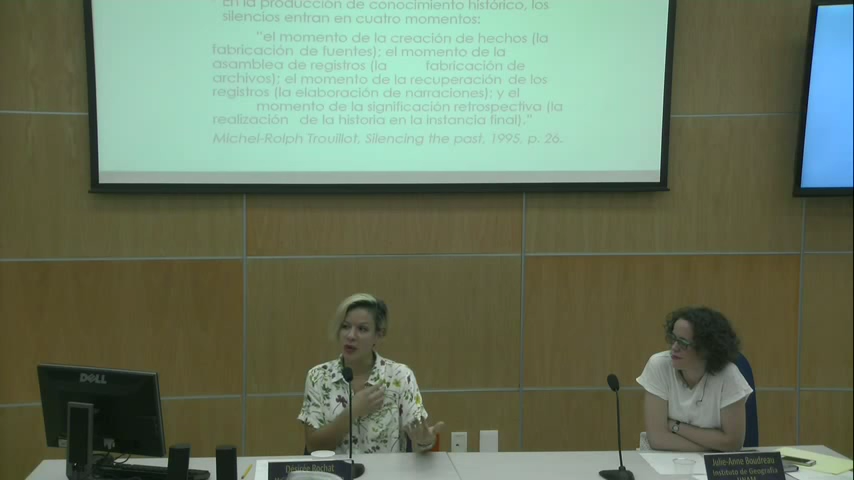 En la producción de conocimiento histórico, los
silencios entran en cuatro momentos:
"el momento de la creación de hechos (la
fabricación de fuentes); el momento de la
asamblea de registros (la fabricación de
archivos); el momento de la recuperación de los
registros (la elaboración de narraciones); y el
momento de la significación retrospectiva (la
realización de la historia en la instancia final)."
Michel-Rolph Trouillot, Silencing the past, 1995, p. 26.
DELL
Désirée Rochat
Julie-Anne Boudreau
Instituto de Geografía